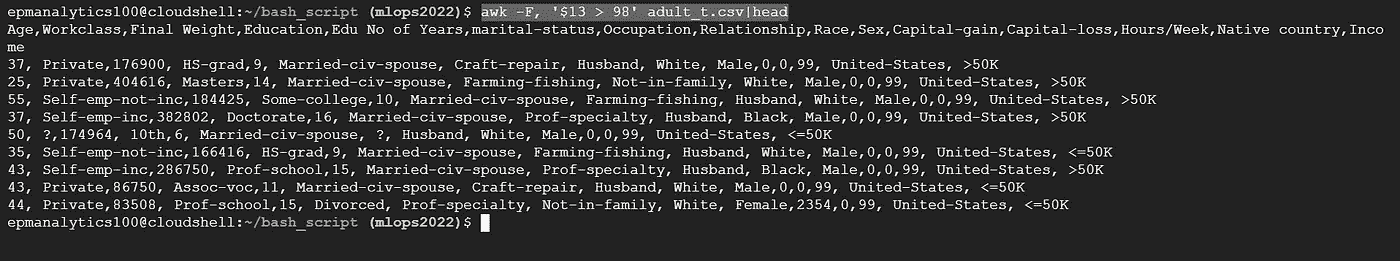 epmanalytics100@cloudshell:~/bash_script (mlops2022)$ awk -F, '$13 > 98' adult_t.csv|head
Age,Workclass,Final Weight,Education,Edu No of Years,marital-status,Occupation,Relationship,Race,Sex,Capital-gain,Capital-loss,Hours/Week,Native country,Inco
me
37, Private,176900, HS-grad,9, Married-civ-spouse, Craft-repair, Husband, White, Male,0,0,99, United-States, >50K
25, Private,404616, Masters,14, Married-civ-spouse, Farming-fishing, Not-in-family, White, Male,0,0,99, United-States, >50K
55, Self-emp-not-inc,184425, Some-college,10, Married-civ-spouse, Farming-fishing, Husband, White, Male,0,0,99, United-States, >50K
37, Self-emp-inc,382802, Doctorate,16, Married-civ-spouse, Prof-specialty, Husband, Black, Male,0,0,99, United-States, >50K
50, ?,174964, 10th,6, Married-civ-spouse, ?, Husband, White, Male,0,0,99, United-States, <=50K
35, Self-emp-not-inc,166416, HS-grad,9, Married-civ-spouse, Farming-fishing, Husband, White, Male,0,0,99, United-States, <=50K
43, Self-emp-inc,286750, Prof-school,15, Married-civ-spouse, Prof-specialty, Husband, Black, Male,0,0,99, United-States, >50K
43, Private,86750, Assoc-voc,11, Married-civ-spouse, Craft-repair, Husband, White, Male,0,0,99, United-States, <=50K
44, Private,83508, Prof-school,15, Divorced, Prof-specialty, Not-in-family, White, Female,2354,0,99, United-States, <=50K
epmanalytics100@cloudshell:~/bash_script (mlops2022)$